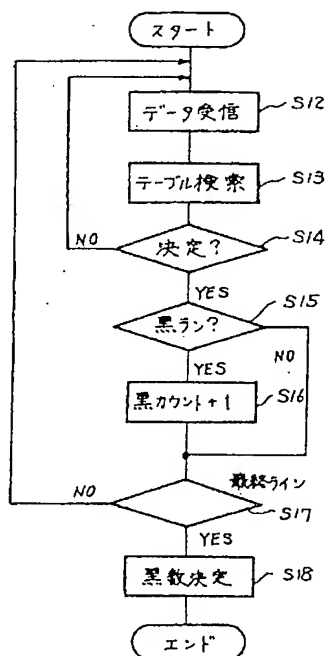 スタート
データ受信
S12
テーブル検索
S13
NO
決定?
S14
YES
S15
黒ラン?
NO
YES
黒カウント+1
S16
NO
最終ライン
S17
YES
黒数決定
S18
エンド